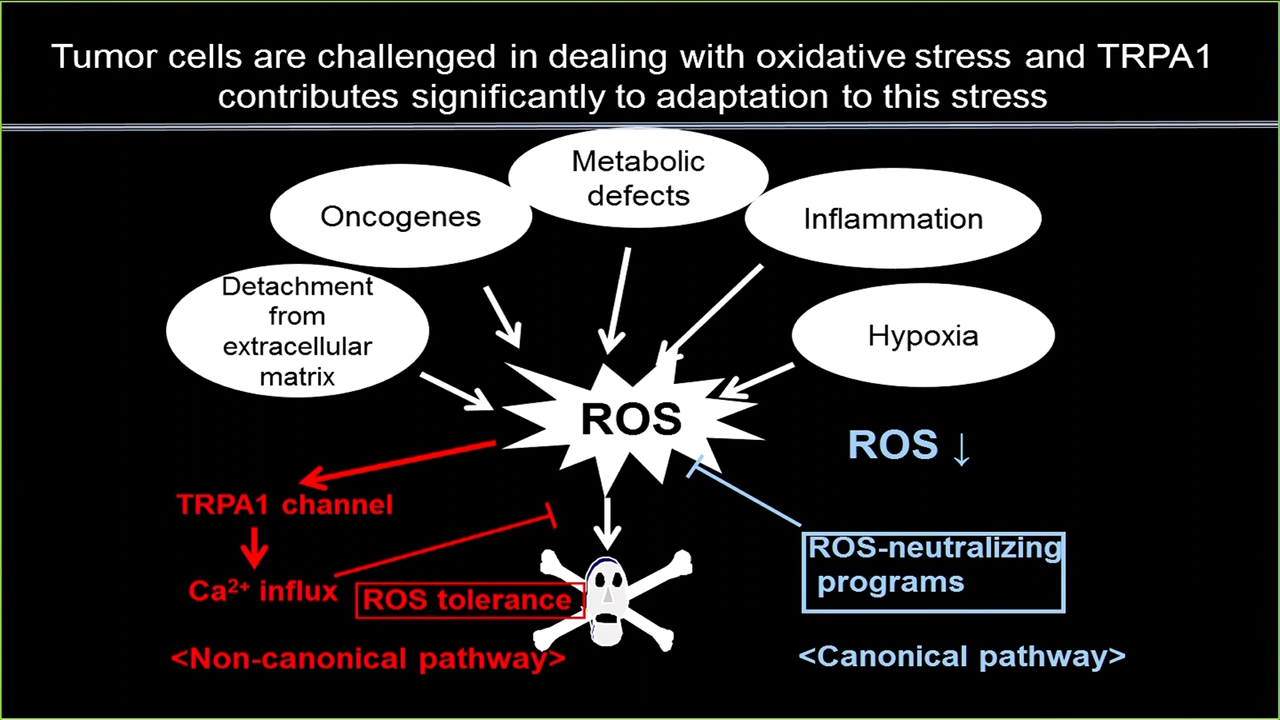 Tumor cells are challenged in dealing with oxidative stress and TRPA1
contributes significantly to adaptation to this stress
Metabolic
defects
Oncogenes
Inflammation
Detachment
from
extracellular
matrix
Hypoxia
ROS
ROS ↓
TRPA1 channel
ROS-neutralizing
programs
Ca²⁺ influx
ROS tolerance
<Non-canonical pathway>
<Canonical pathway>